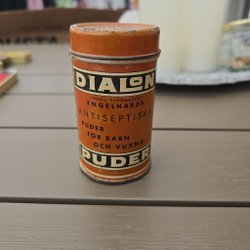 DIALON
ENGELHARDS
ANTISEPTISKA
PUDER
FÖR BARN
OCH VUXNA
PUDER